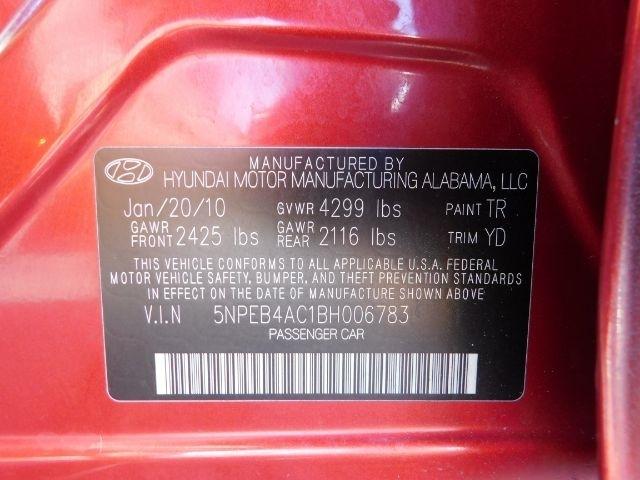 MANUFACTURED BY
HYUNDAI MOTOR MANUFACTURING ALABAMA, LLC
Jan/20/10 GVWR 4299 lbs PAINT TR
GAWR FRONT 2425 lbs GAWR REAR 2116 lbs TRIM YD
THIS VEHICLE CONFORMS TO ALL APPLICABLE U.S.A. FEDERAL
MOTOR VEHICLE SAFETY, BUMPER, AND THEFT PREVENTION STANDARDS
IN EFFECT ON THE DATE OF MANUFACTURE SHOWN ABOVE
V.I.N 5NPEB4AC1BH006783
PASSENGER CAR